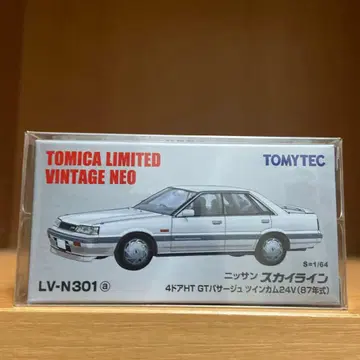 TOMICA LIMITED
VINTAGE NEO
TOMYTEC
S=1/64
LV-N301 a
ニッサン スカイライン
4ドアHT GTパサージュ ツインカム24V(87年式)